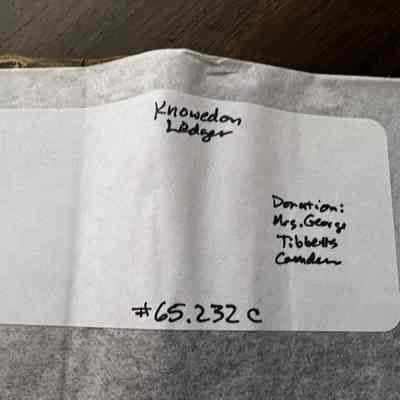 Knowedon
Ledger
Donation:
Mrs. George
Tibbetts
Camden
#65.232 C